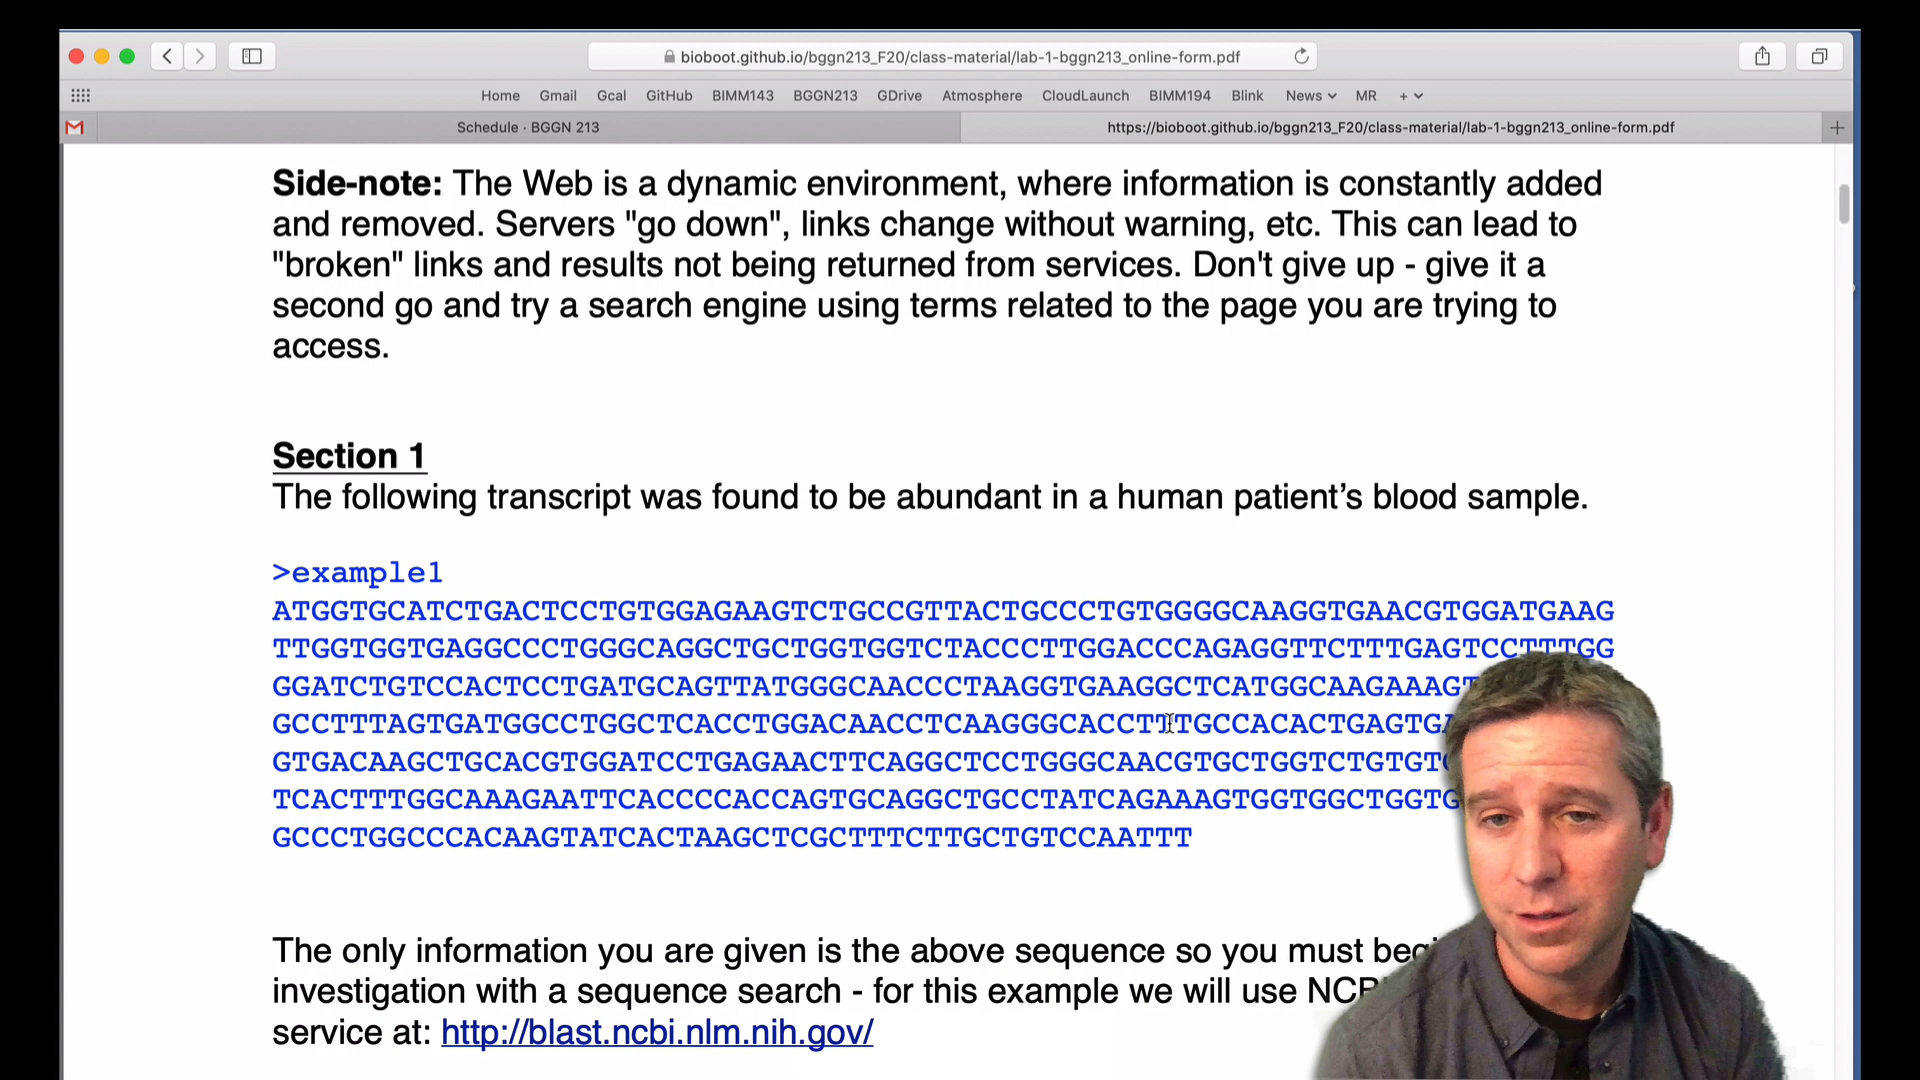 bioboot.github.io/bggn213_F20/class-material/lab-1-bggn213_online-form.pdf
Home Gmail Gcal GitHub BIMM143 BGGN213 GDrive Atmosphere CloudLaunch BIMM194 Blink News MR +
Schedule · BGGN 213
https://bioboot.github.io/bggn213_F20/class-material/lab-1-bggn213_online-form.pdf
Side-note: The Web is a dynamic environment, where information is constantly added
and removed. Servers "go down", links change without warning, etc. This can lead to
"broken" links and results not being returned from services. Don't give up - give it a
second go and try a search engine using terms related to the page you are trying to
access.
Section 1
The following transcript was found to be abundant in a human patient's blood sample.
>example1
ATGGTGCATCTGACTCCTGTGGAGAAGTCTGCCGTTACTGCCCTGTGGGGCAAGGTGAACGTGGATGAAG
TTGGTGGTGAGGCCCTGGGCAGGCTGCTGGTGGTCTACCCTTGGACCCAGAGGTTCTTTGAGTCCTTTGG
GGATCTGTCCACTCCTGATGCAGTTATGGGCAACCCTAAGGTGAAGGCTCATGGCAAGAAAGT
GCCTTTAGTGATGGCCTGGCTCACCTGGACAACCTCAAGGGCACCTTTGCCACACTGAGTGA
GTGACAAGCTGCACGTGGATCCTGAGAACTTCAGGCTCCTGGGCAACGTGCTGGTCTGTGT
TCACTTTGGCAAAGAATTCACCCCACCAGTGCAGGCTGCCTATCAGAAAGTGGTGGCTGGTG
GCCCTGGCCCACAAGTATCACTAAGCTCGCTTTCTTGCTGTCCAATTT
The only information you are given is the above sequence so you must
investigation with a sequence search - for this example we will use
service at: http://blast.ncbi.nlm.nih.gov/